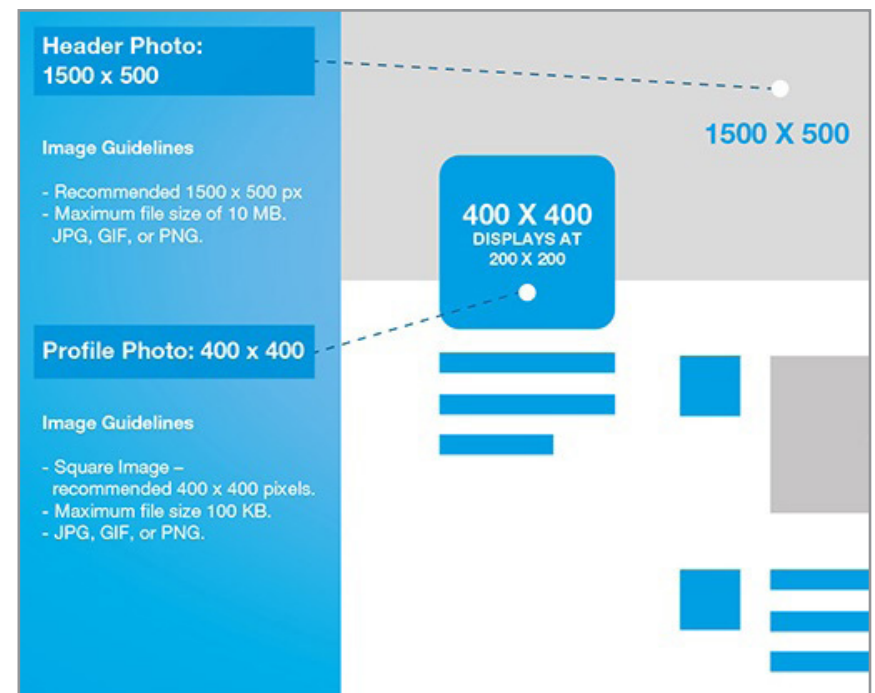 Header Photo:
1500 x 500
Image Guidelines
- Recommended 1500 x 500 px
- Maximum file size of 10 MB.
JPG, GIF, or PNG.
Profile Photo: 400 x 400
Image Guidelines
- Square Image –
recommended 400 x 400 pixels.
- Maximum file size 100 KB.
- JPG, GIF, or PNG.
1500 X 500
400 X 400
DISPLAYS AT
200 X 200